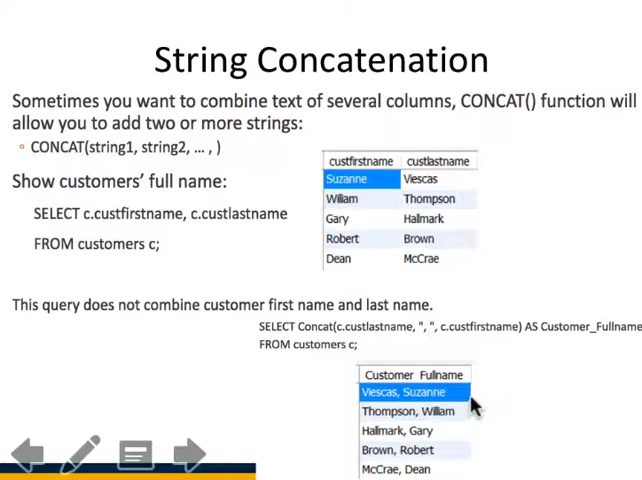 String Concatenation
Sometimes you want to combine text of several columns, CONCAT() function will
allow you to add two or more strings:
◦ CONCAT(string1, string2, ... , )
Show customers' full name:
SELECT c.custfirstname, c.custlastname
FROM customers c;
custfirstname custlastname
Suzanne Viescas
William Thompson
Gary Hallmark
Robert Brown
Dean McCrae
This query does not combine customer first name and last name.
SELECT Concat(c.custlastname, ", ", c.custfirstname) AS Customer_Fullname
FROM customers c;
Customer_Fullname
Viescas, Suzanne
Thompson, William
Hallmark, Gary
Brown, Robert
McCrae, Dean